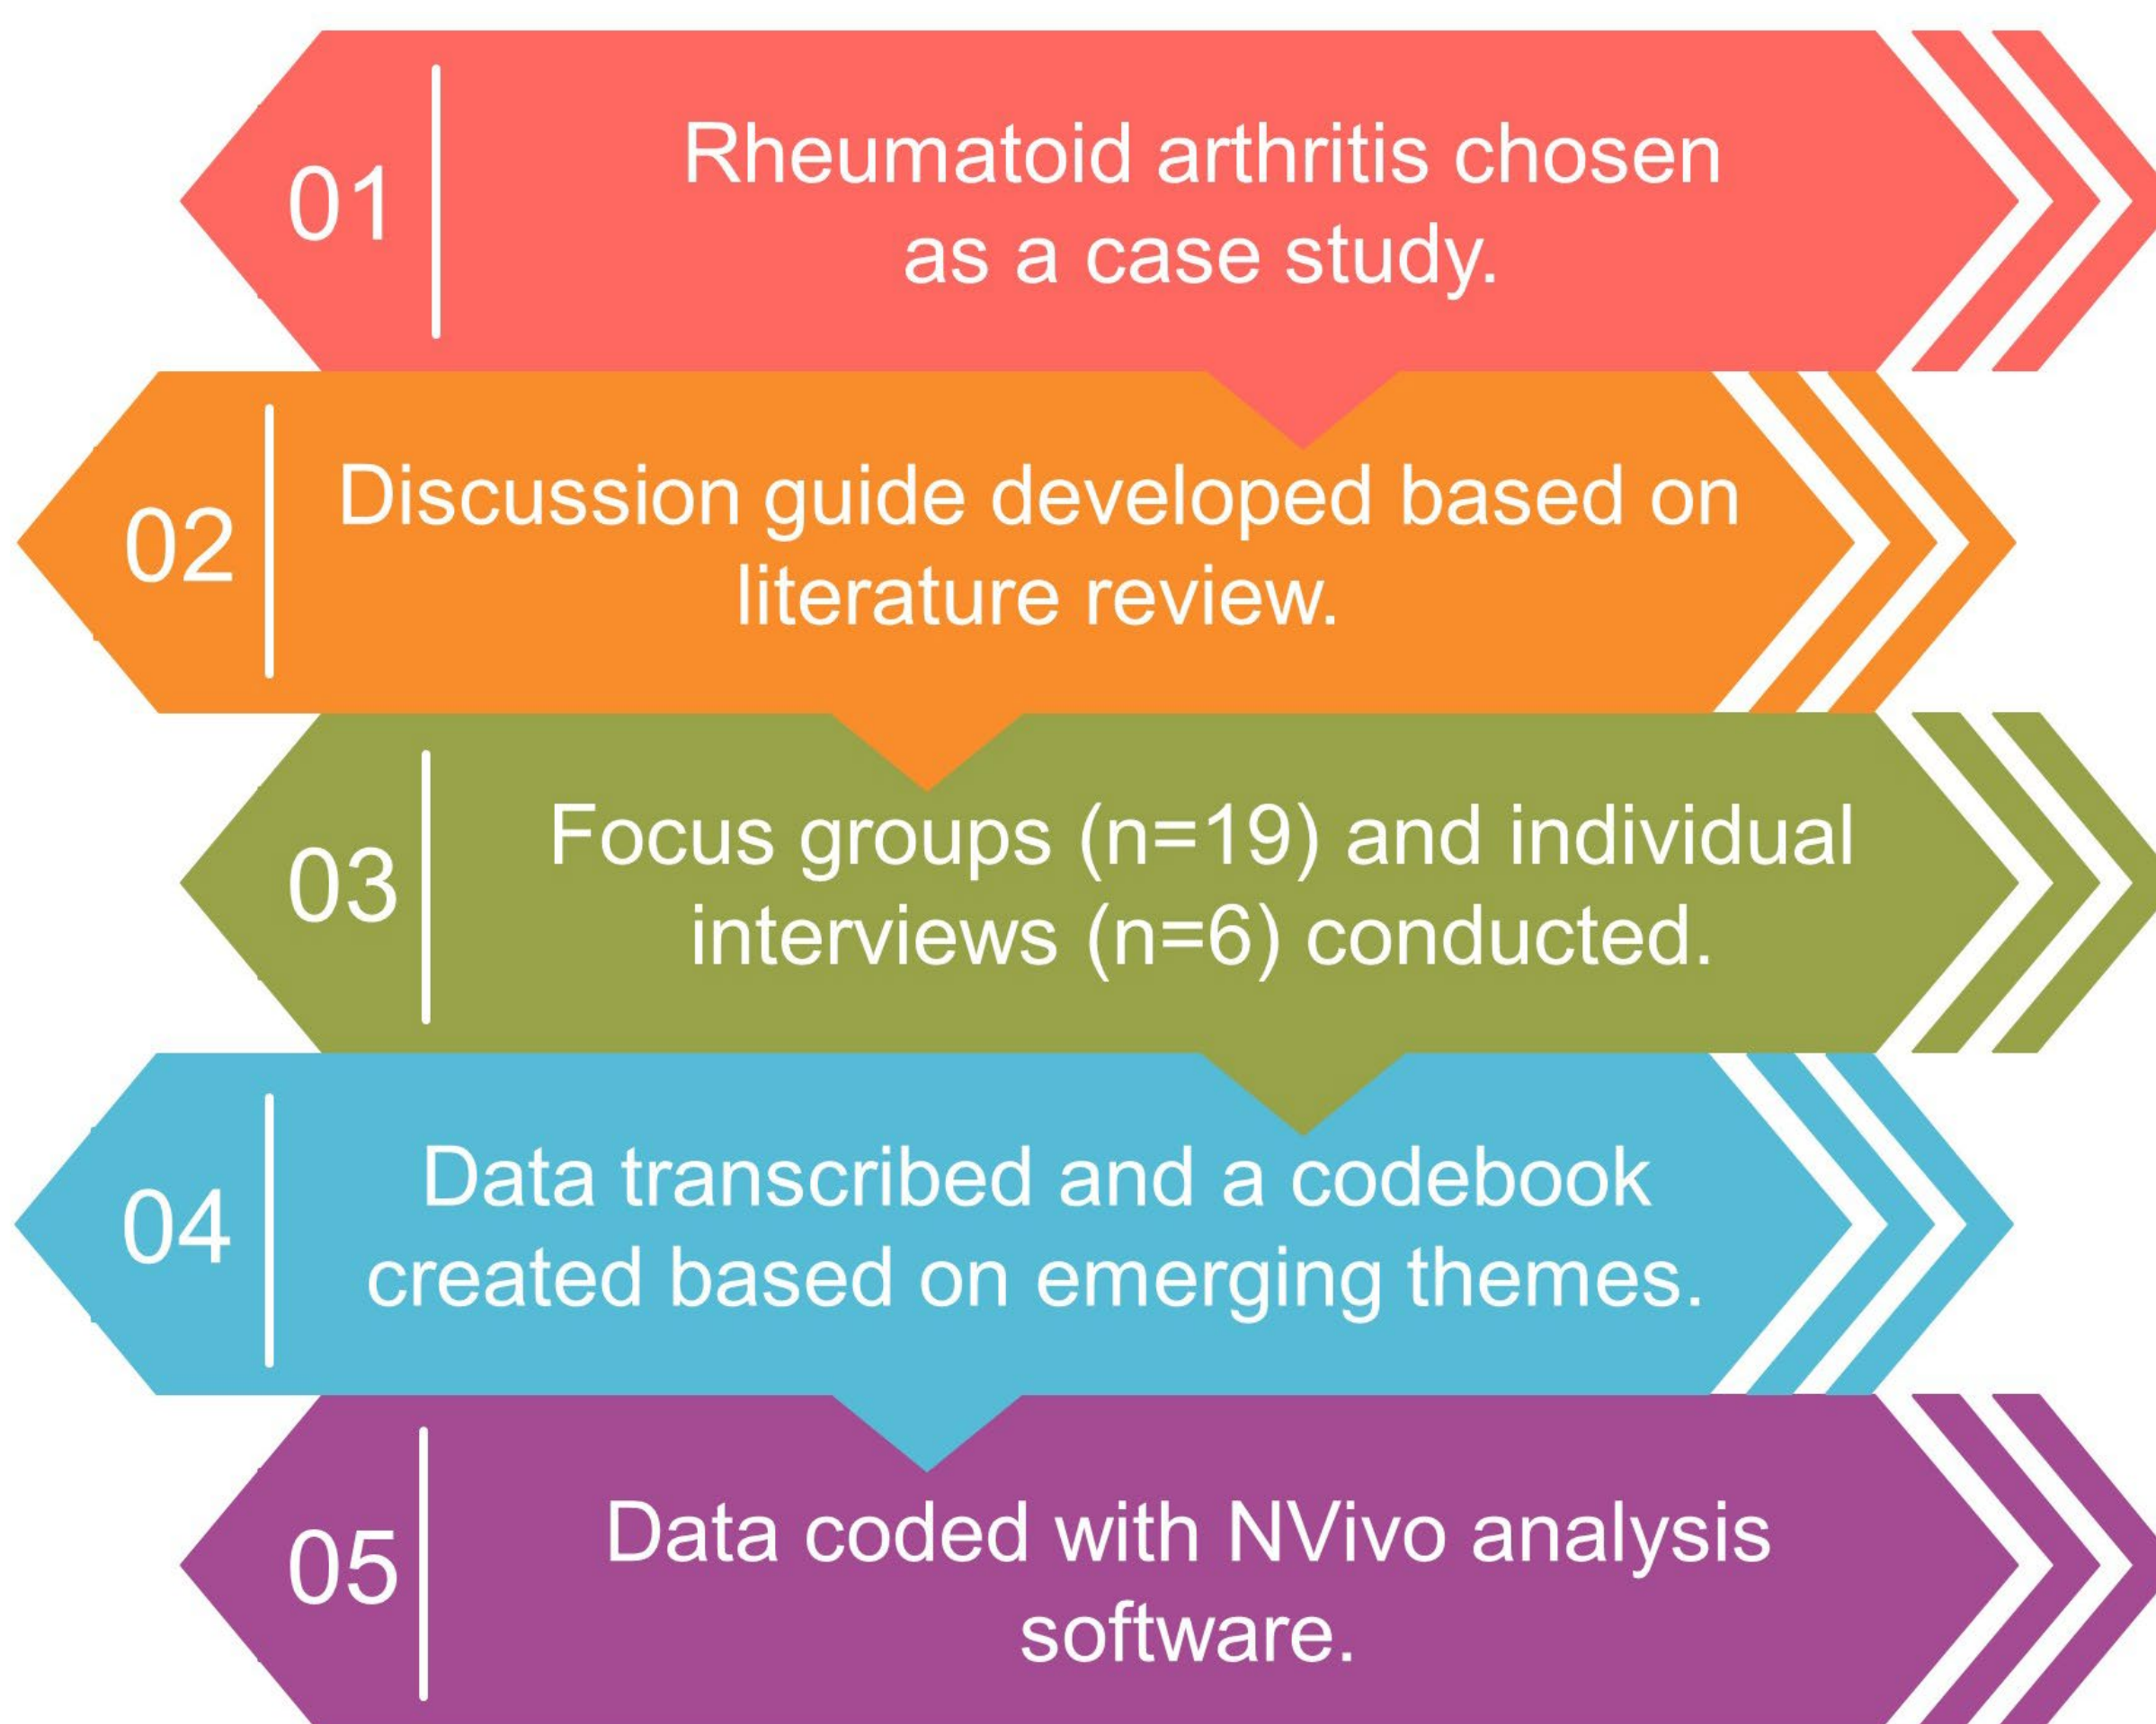 01
Rheumatoid arthritis chosen
as a case study.
02
Discussion guide developed based on
literature review.
03
Focus groups (n=19) and individual
interviews (n=6) conducted.
04
Data transcribed and a codebook
created based on emerging themes.
05
Data coded with NVivo analysis
software.